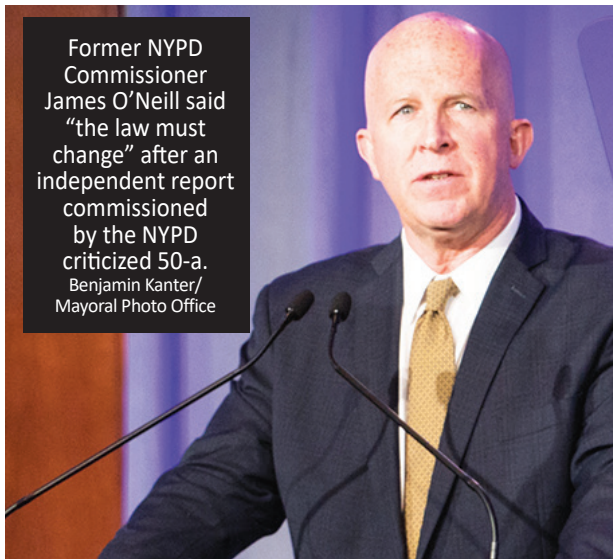 Former NYPD
Commissioner
James O’Neill said
“the law must
change” after an
independent report
commissioned
by the NYPD
criticized 50-a.
Benjamin Kanter/
Mayoral Photo Office